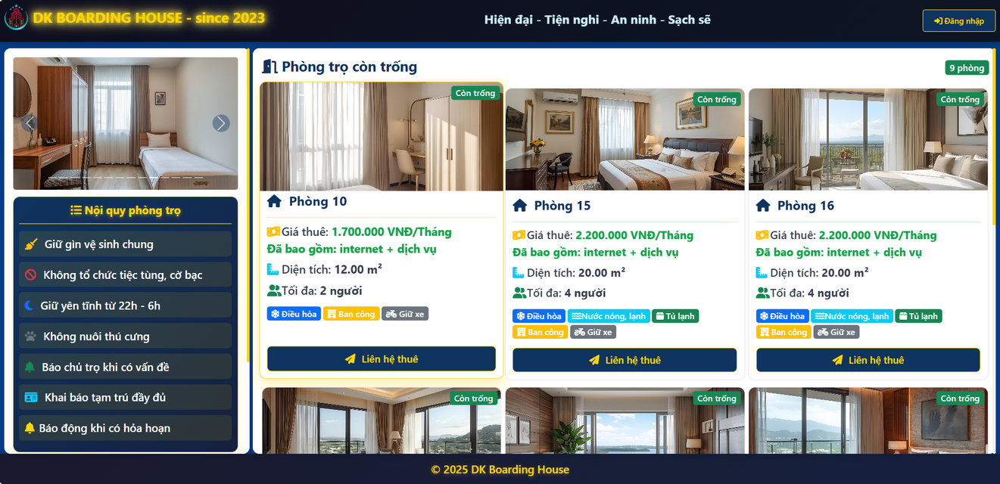 DK BOARDING HOUSE - since 2023
Hiện đại - Tiện nghi - An ninh - Sạch sẽ
Đăng nhập
Nội quy phòng trọ
Giữ gìn vệ sinh chung
Không tổ chức tiệc tùng, cờ bạc
Giữ yên tĩnh từ 22h - 6h
Không nuôi thú cưng
Báo chủ trọ khi có vấn đề
Khai báo tạm trú đầy đủ
Báo động khi có hỏa hoạn
Phòng trọ còn trống
9 phòng
Còn trống
Phòng 10
Giá thuê: 1.700.000 VNĐ/Tháng
Đã bao gồm: internet + dịch vụ
Diện tích: 12.00 m²
Tối đa: 2 người
Điều hòa Ban công Giữ xe
Liên hệ thuê
Còn trống
Phòng 15
Giá thuê: 2.200.000 VNĐ/Tháng
Đã bao gồm: internet + dịch vụ
Diện tích: 20.00 m²
Tối đa: 4 người
Điều hòa Nước nóng, lạnh Tủ lạnh
Ban công Giữ xe
Liên hệ thuê
Còn trống
Phòng 16
Giá thuê: 2.200.000 VNĐ/Tháng
Đã bao gồm: internet + dịch vụ
Diện tích: 20.00 m²
Tối đa: 4 người
Điều hòa Nước nóng, lạnh Tủ lạnh
Ban công Giữ xe
Liên hệ thuê
Còn trống
Còn trống
Còn trống
© 2025 DK Boarding House